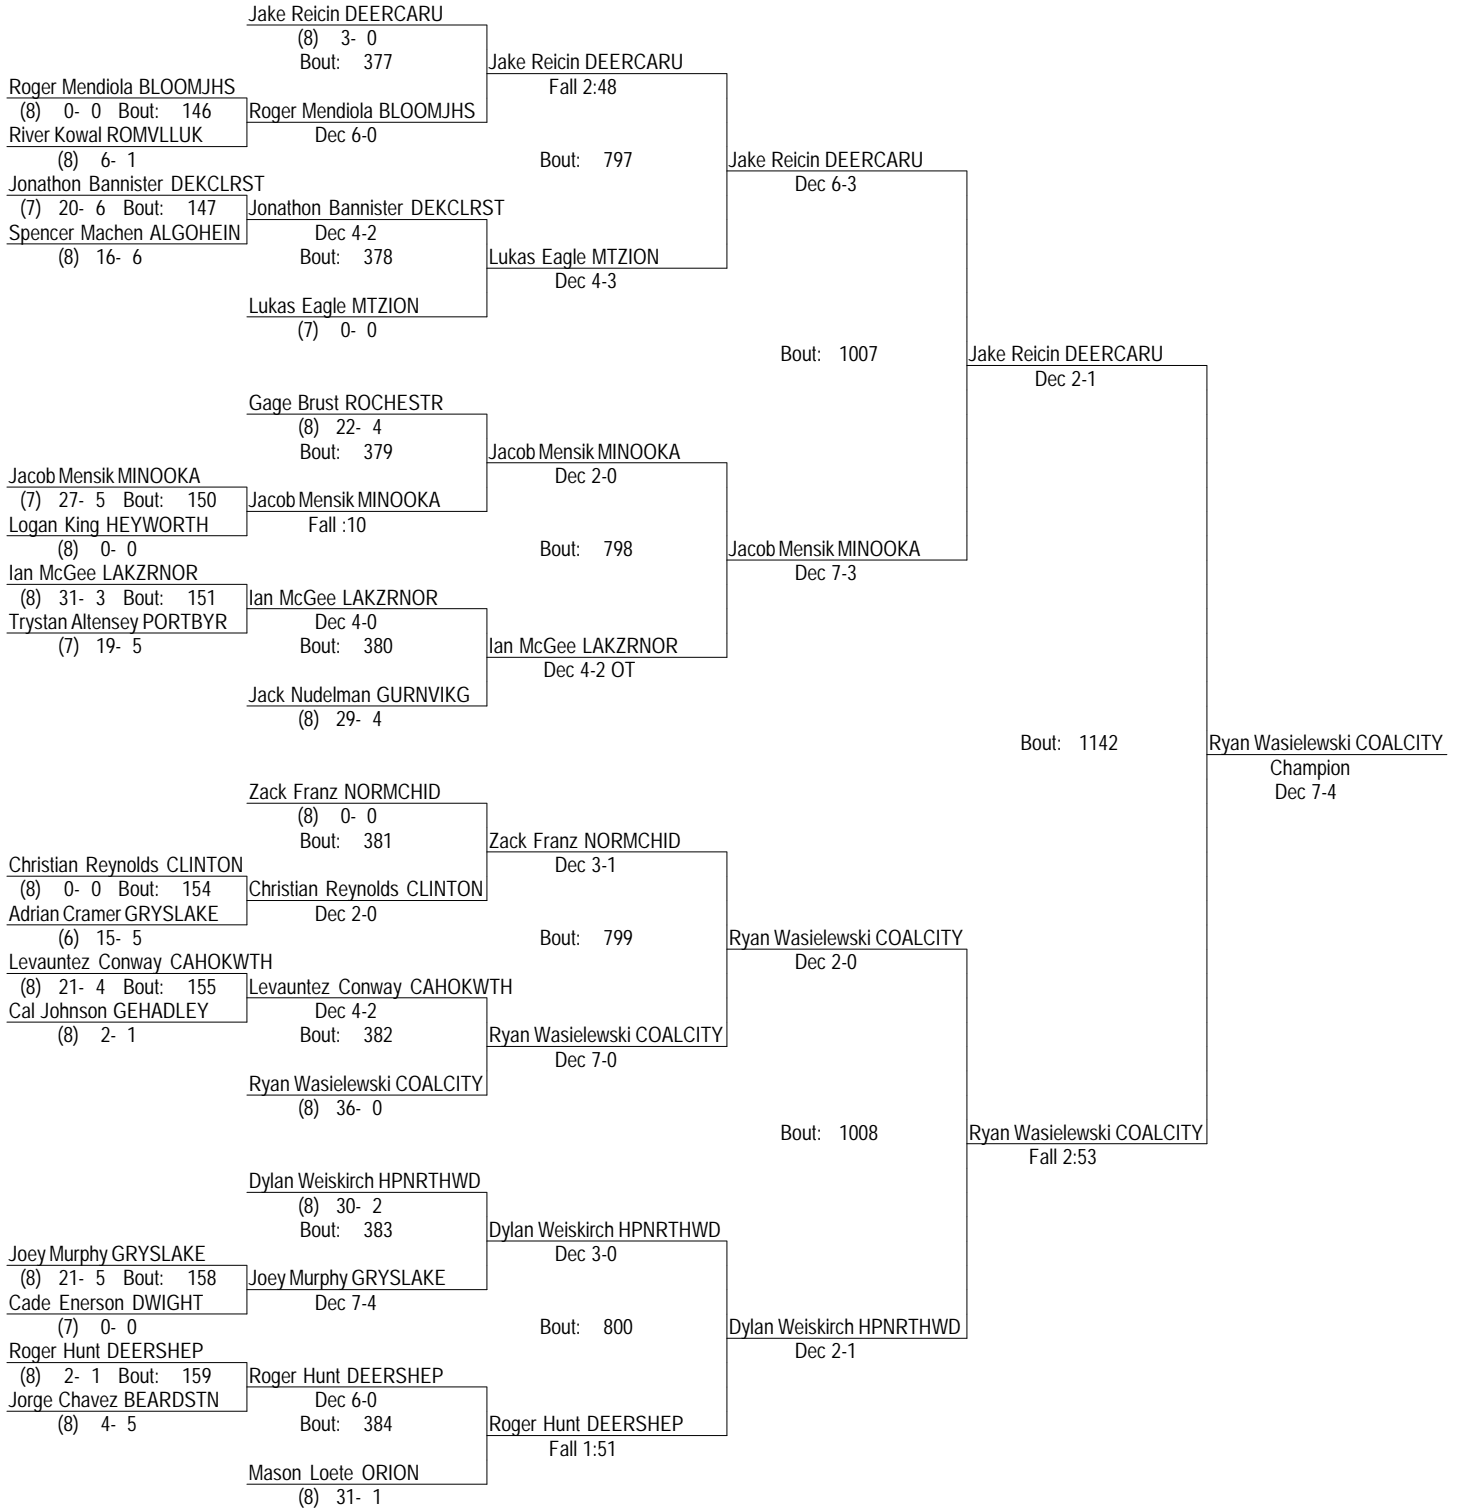 Jake Reicin DEERCARU
(8) 3- 0
Bout: 377
Jake Reicin DEERCARU
Fall 2:48
Roger Mendiola BLOOMJHS
(8) 0- 0 Bout: 146
Roger Mendiola BLOOMJHS
Dec 6-0
River Kowal ROMVLLUK
(8) 6- 1
Bout: 797
Jake Reicin DEERCARU
Dec 6-3
Jonathon Bannister DEKCLRST
(7) 20- 6 Bout: 147
Jonathon Bannister DEKCLRST
Dec 4-2
Spencer Machen ALGOHEIN
(8) 16- 6
Bout: 378
Lukas Eagle MTZION
Dec 4-3
Lukas Eagle MTZION
(7) 0- 0
Bout: 1007
Jake Reicin DEERCARU
Dec 2-1
Gage Brust ROCHESTR
(8) 22- 4
Bout: 379
Jacob Mensik MINOOKA
Dec 2-0
Jacob Mensik MINOOKA
(7) 27- 5 Bout: 150
Jacob Mensik MINOOKA
Fall :10
Logan King HEYWORTH
(8) 0- 0
Bout: 798
Jacob Mensik MINOOKA
Dec 7-3
Ian McGee LAKZRNOR
(8) 31- 3 Bout: 151
Ian McGee LAKZRNOR
Dec 4-0
Trystan Altensey PORTBYR
(7) 19- 5
Bout: 380
Ian McGee LAKZRNOR
Dec 4-2 OT
Jack Nudelman GURNVIKG
(8) 29- 4
Bout: 1142
Ryan Wasielewski COALCITY
Champion
Dec 7-4
Zack Franz NORMCHID
(8) 0- 0
Bout: 381
Zack Franz NORMCHID
Dec 3-1
Christian Reynolds CLINTON
(8) 0- 0 Bout: 154
Christian Reynolds CLINTON
Dec 2-0
Adrian Cramer GRYSLAKE
(6) 15- 5
Bout: 799
Ryan Wasielewski COALCITY
Dec 2-0
Levauntez Conway CAHOKWTH
(8) 21- 4 Bout: 155
Levauntez Conway CAHOKWTH
Dec 4-2
Cal Johnson GEHADLEY
(8) 2- 1
Bout: 382
Ryan Wasielewski COALCITY
Dec 7-0
Ryan Wasielewski COALCITY
(8) 36- 0
Bout: 1008
Ryan Wasielewski COALCITY
Fall 2:53
Dylan Weiskirch HPNRTHWD
(8) 30- 2
Bout: 383
Dylan Weiskirch HPNRTHWD
Dec 3-0
Joey Murphy GRYSLAKE
(8) 21- 5 Bout: 158
Joey Murphy GRYSLAKE
Dec 7-4
Cade Enerson DWIGHT
(7) 0- 0
Bout: 800
Dylan Weiskirch HPNRTHWD
Dec 2-1
Roger Hunt DEERSHEP
(8) 2- 1 Bout: 159
Roger Hunt DEERSHEP
Dec 6-0
Jorge Chavez BEARDSTN
(8) 4- 5
Bout: 384
Roger Hunt DEERSHEP
Fall 1:51
Mason Loete ORION
(8) 31- 1